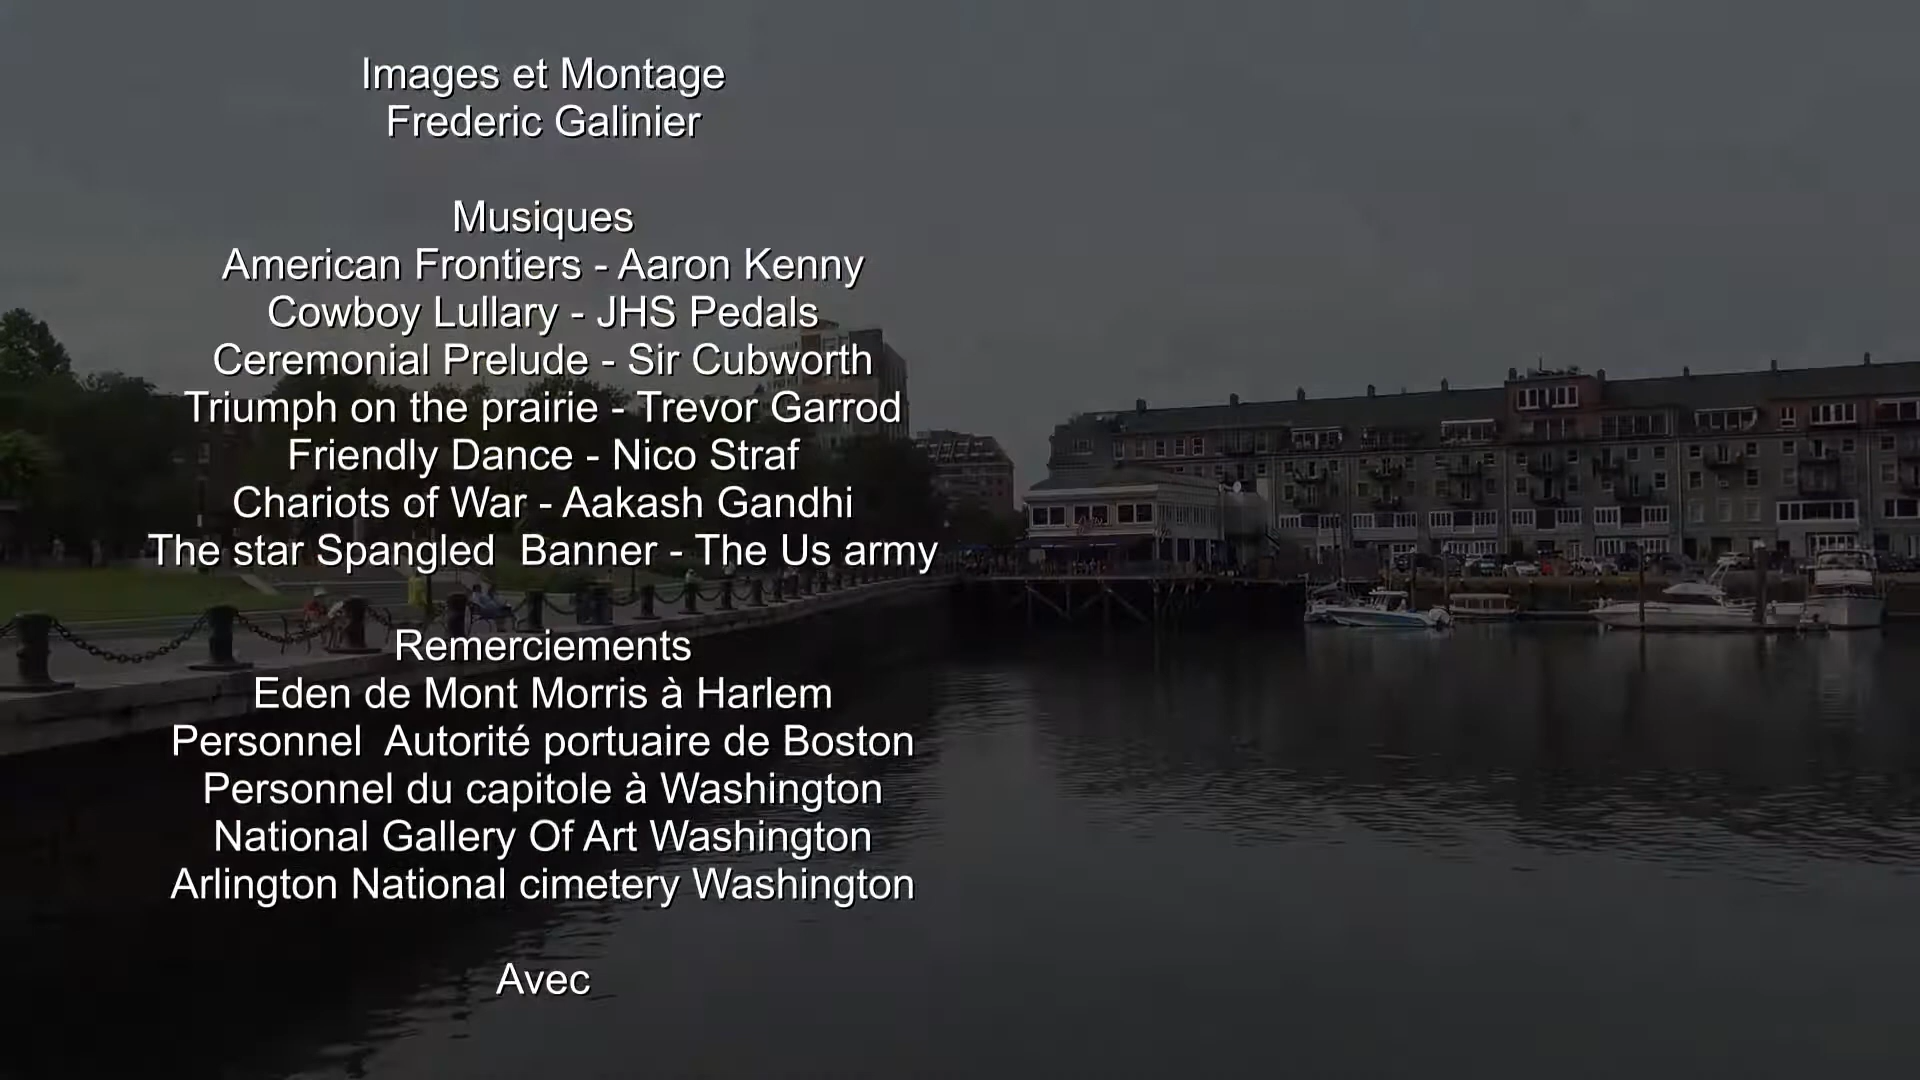 Images et Montage
Frederic Galinier
Musiques
American Frontiers - Aaron Kenny
Cowboy Lullary - JHS Pedals
Ceremonial Prelude - Sir Cubworth
Triumph on the prairie - Trevor Garrod
Friendly Dance - Nico Straf
Chariots of War - Aakash Gandhi
The star Spangled  Banner - The Us army
Remerciements
Eden de Mont Morris à Harlem
Personnel  Autorité portuaire de Boston
Personnel du capitole à Washington
National Gallery Of Art Washington
Arlington National cimetery Washington
Avec